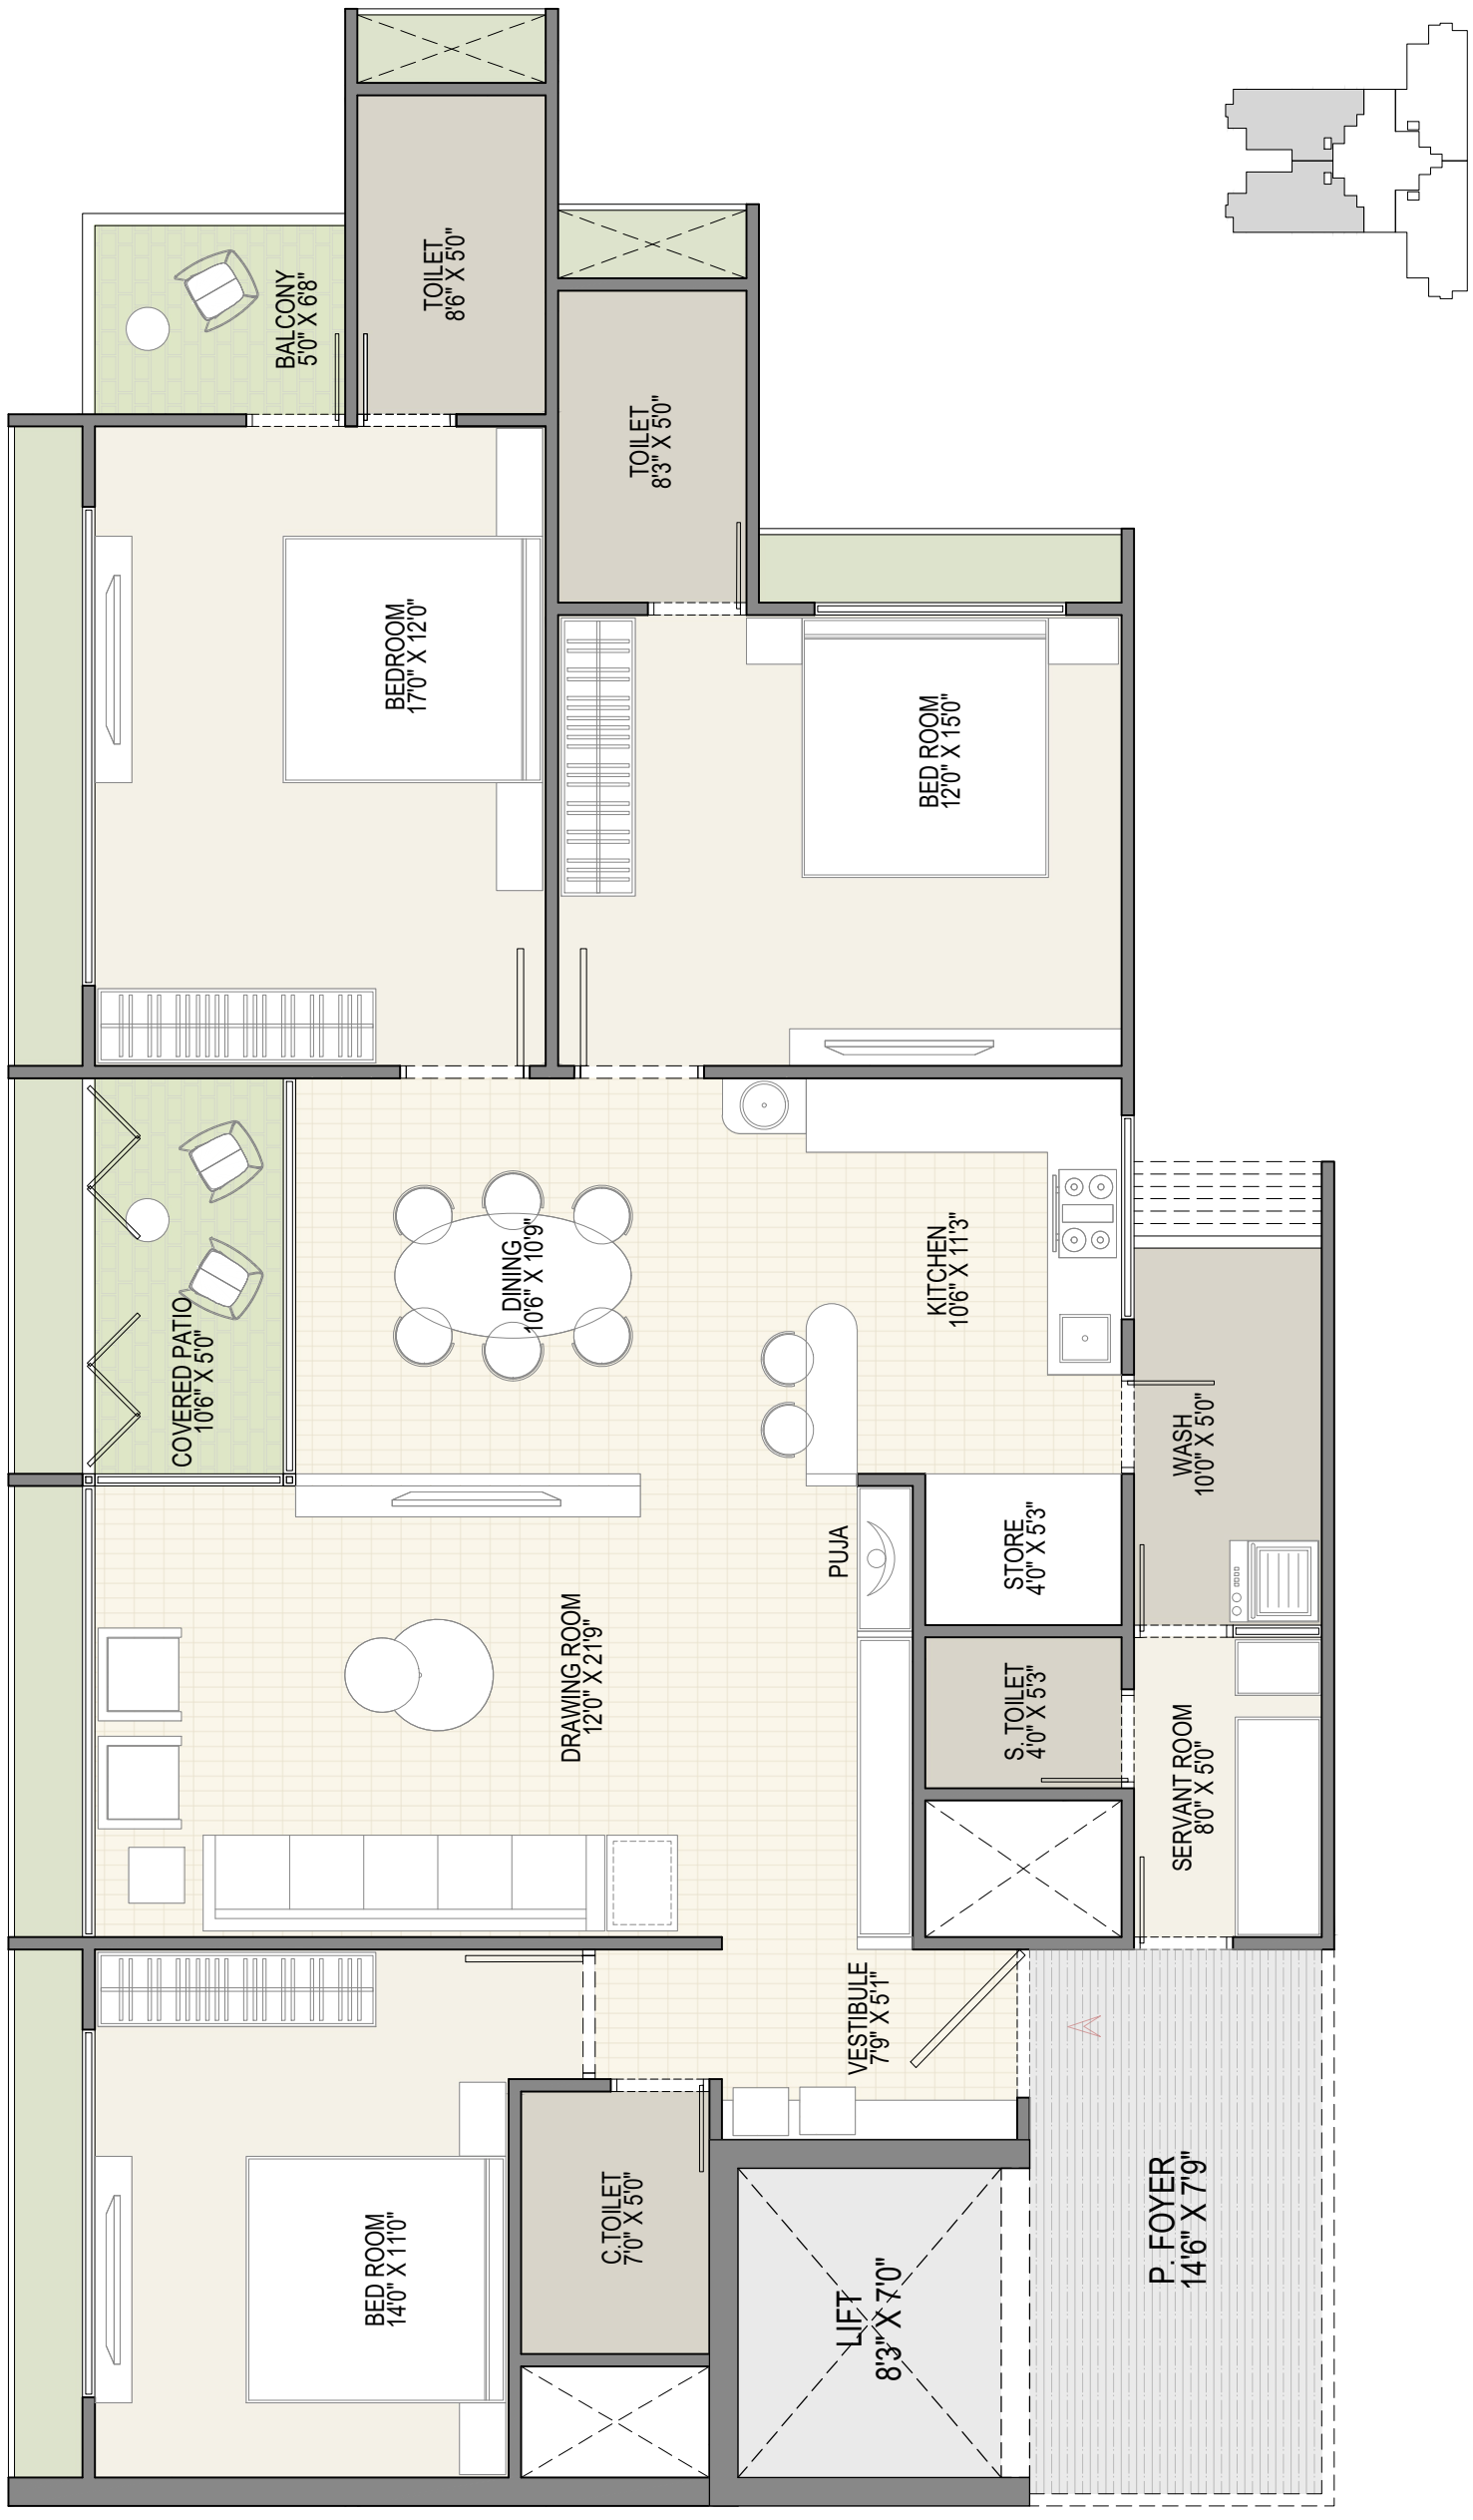 BALCONY
5'0" X 6'8"
TOILET
8'6" X 5'0"
TOILET
8'3" X 5'0"
BEDROOM
17'0" X 12'0"
BED ROOM
12'0" X 15'0"
COVERED PATIO
10'6" X 5'0"
DINING
10'6" X 10'9"
KITCHEN
10'6" X 11'3"
WASH
10'0" X 5'0"
DRAWING ROOM
12'0" X 21'9"
PUJA
STORE
4'0" X 5'3"
S. TOILET
4'0" X 5'3"
SERVANT ROOM
8'0" X 5'0"
VESTIBULE
7'9" X 5'1"
BED ROOM
14'0" X 11'0"
C.TOILET
7'0" X 5'0"
LIFT
8'3" X 7'0"
P. FOYER
14'6" X 7'9"